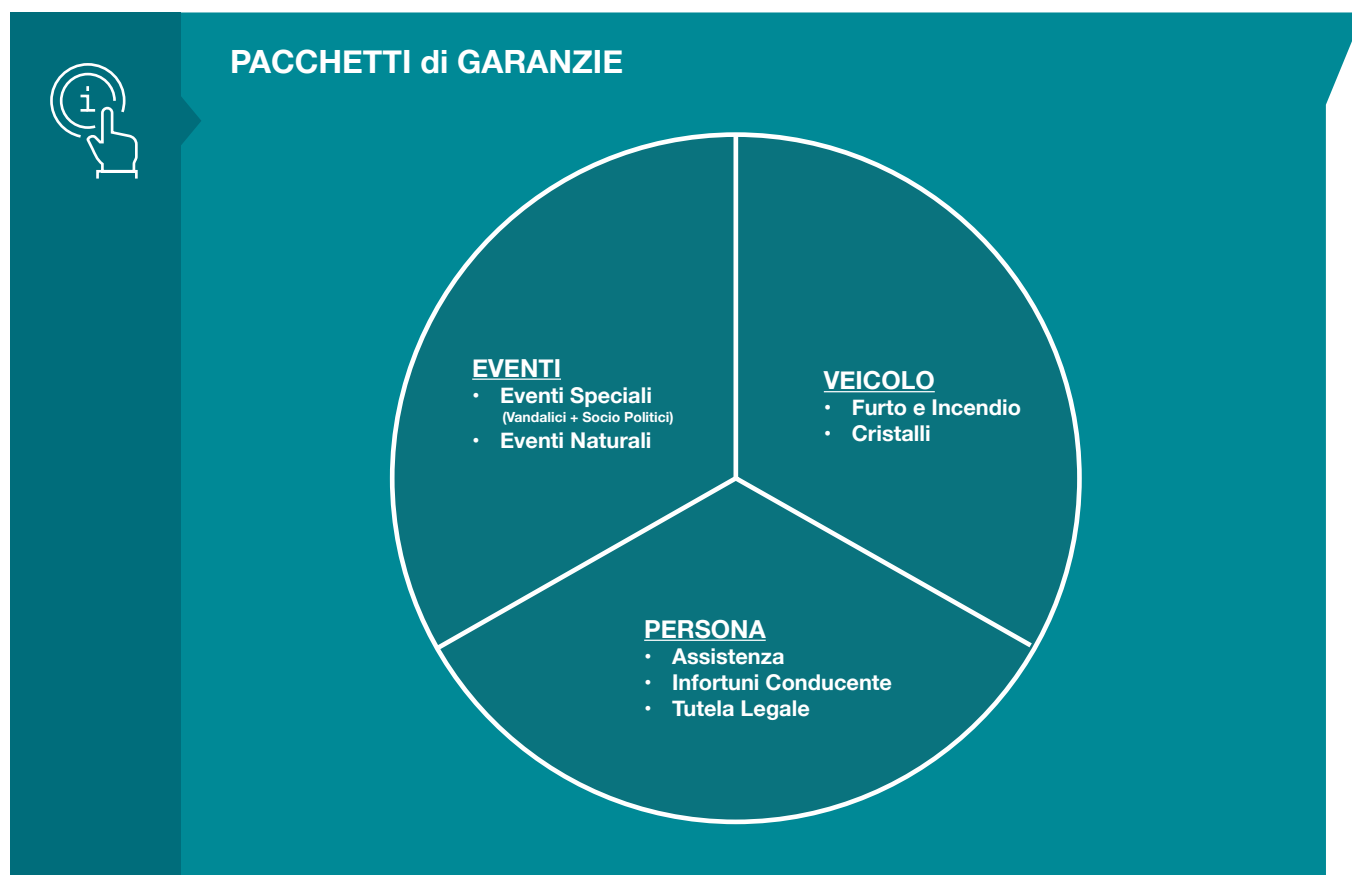 PACCHETTI di GARANZIE
i
EVENTI
• Eventi Speciali
(Vandalici + Socio Politici)
• Eventi Naturali
VEICOLO
• Furto e Incendio
• Cristalli
PERSONA
• Assistenza
• Infortuni Conducente
• Tutela Legale